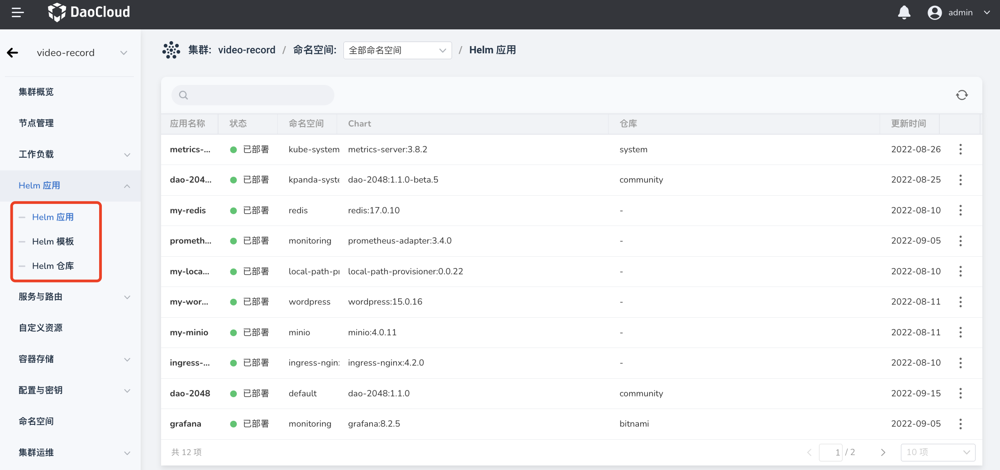 DaoCloud
admin
video-record
集群概览
节点管理
工作负载
Helm 应用
Helm 应用
Helm 模板
Helm 仓库
服务与路由
自定义资源
容器存储
配置与密钥
命名空间
集群运维
集群: video-record / 命名空间: 全部命名空间 / Helm 应用
应用名称 状态 命名空间 Chart 仓库 更新时间
metrics-... 已部署 kube-system metrics-server:3.8.2 system 2022-08-26
dao-204... 已部署 kpanda-syste dao-2048:1.1.0-beta.5 community 2022-08-25
my-redis 已部署 redis redis:17.0.10 - 2022-08-10
prometh... 已部署 monitoring prometheus-adapter:3.4.0 - 2022-09-05
my-loca... 已部署 local-path-pr local-path-provisioner:0.0.22 - 2022-08-10
my-wor... 已部署 wordpress wordpress:15.0.16 - 2022-08-11
my-minio 已部署 minio minio:4.0.11 - 2022-08-11
ingress-... 已部署 ingress-nginx ingress-nginx:4.2.0 - 2022-08-10
dao-2048 已部署 default dao-2048:1.1.0 community 2022-09-15
grafana 已部署 monitoring grafana:8.2.5 bitnami 2022-09-05
共 12 项
1 / 2
10 项